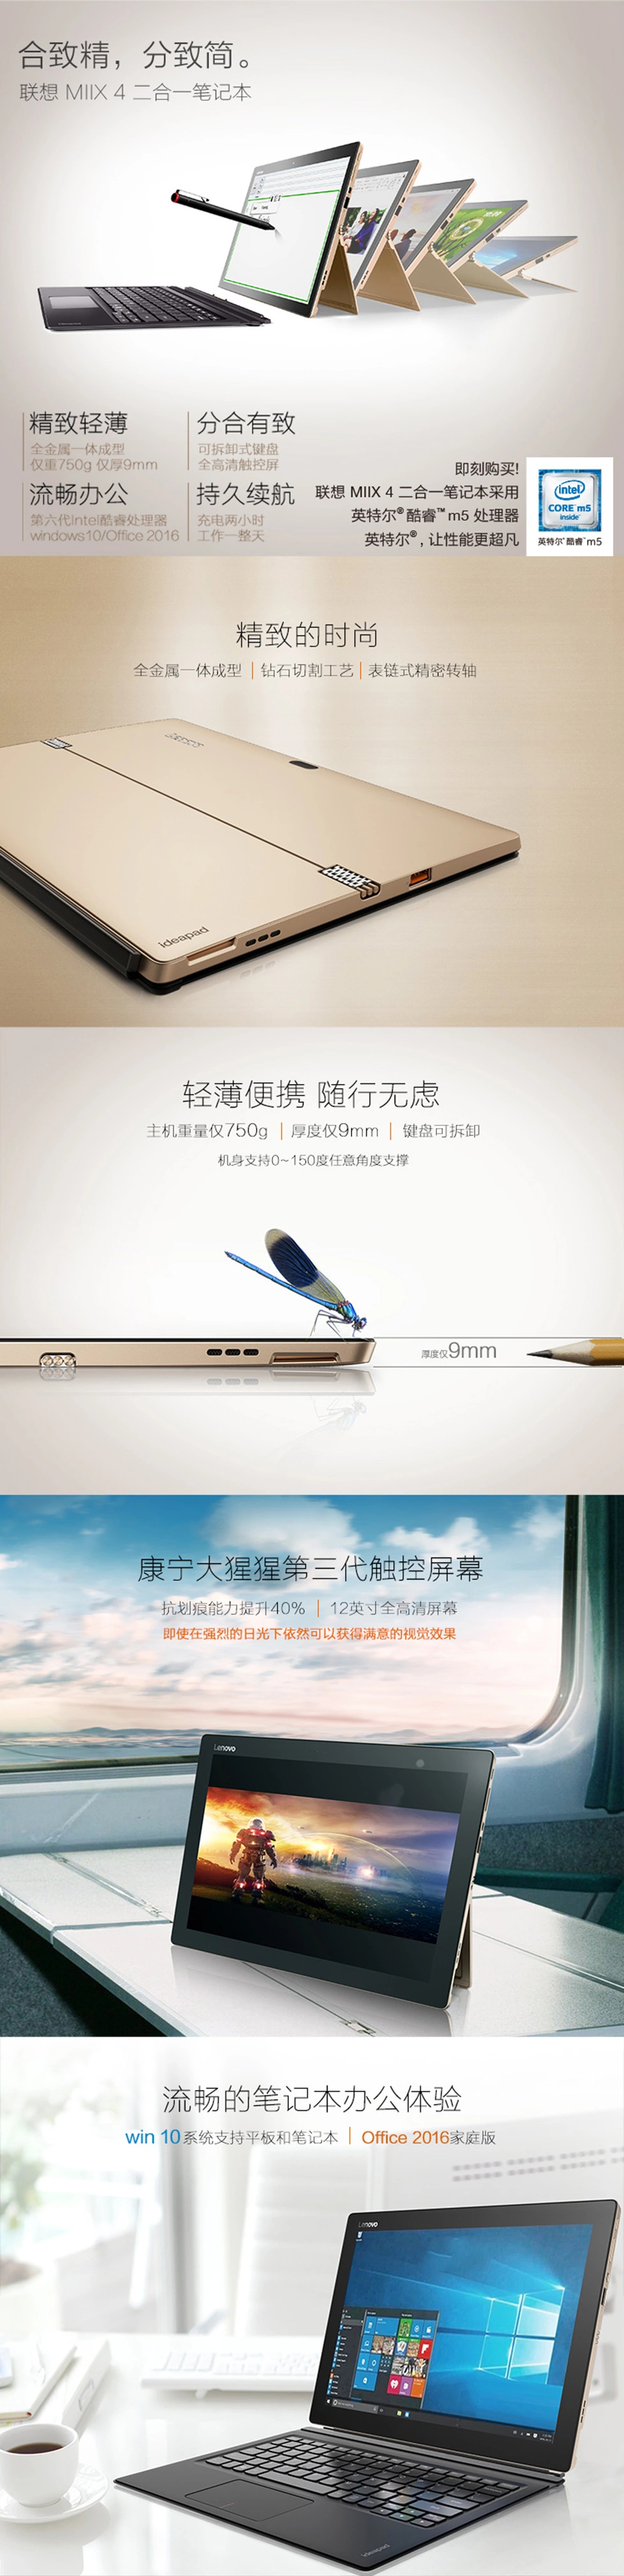 合致精，分致简。
联想 MIIX 4 二合一笔记本
精致轻薄
全金属一体成型
仅重750g 仅厚9mm
分合有致
可拆卸式键盘
全高清触控屏
流畅办公
第六代Intel酷睿处理器
windows10/Office 2016
持久续航
充电两小时
工作一整天
即刻购买!
联想 MIIX 4 二合一笔记本采用
英特尔®酷睿™m5 处理器
英特尔®, 让性能更超凡
intel
CORE m5
inside
英特尔®酷睿™m5
精致的时尚
全金属一体成型 | 钻石切割工艺 | 表链式精密转轴
Lenovo
ideapad
轻薄便携 随行无虑
主机重量仅750g | 厚度仅9mm | 键盘可拆卸
机身支持0~150度任意角度支撑
厚度仅9mm
康宁大猩猩第三代触控屏幕
抗划痕能力提升40% | 12英寸全高清屏幕
即使在强烈的日光下依然可以获得满意的视觉效果
Lenovo
流畅的笔记本办公体验
win 10系统支持平板和笔记本 | Office 2016家庭版
Lenovo
ideapad